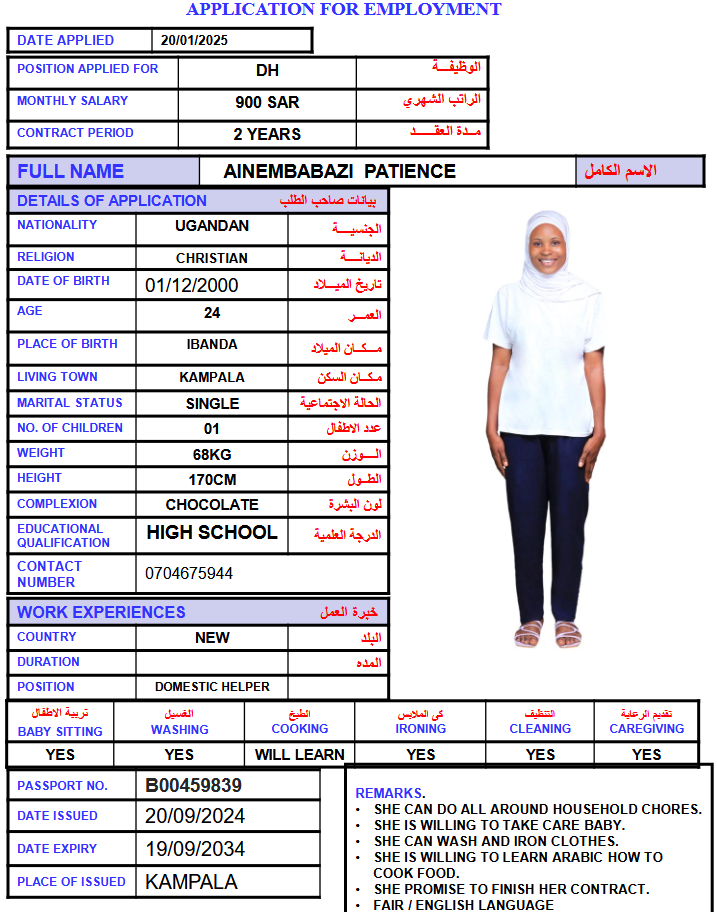 APPLICATION FOR EMPLOYMENT
DATE APPLIED 20/01/2025
POSITION APPLIED FOR DH الوظيفـــة
MONTHLY SALARY 900 SAR الراتب الشهري
CONTRACT PERIOD 2 YEARS مــدة العقـــــد
FULL NAME AINEMBABAZI PATIENCE الاسم الكامل
DETAILS OF APPLICATION بيانات صاحب الطلب
NATIONALITY UGANDAN الجنسيـــة
RELIGION CHRISTIAN الديانـــة
DATE OF BIRTH 01/12/2000 تاريخ الميـــلاد
AGE 24 العمــر
PLACE OF BIRTH IBANDA مـــكـــان الميلاد
LIVING TOWN KAMPALA مـكـــان السكن
MARITAL STATUS SINGLE الحالة الاجتماعية
NO. OF CHILDREN 01 عدد الاطفال
WEIGHT 68KG الـــوزن
HEIGHT 170CM الطـول
COMPLEXION CHOCOLATE لون البشرة
EDUCATIONAL QUALIFICATION HIGH SCHOOL الدرجة العلمية
CONTACT NUMBER 0704675944
WORK EXPERIENCES خبرة العمل
COUNTRY NEW البلد
DURATION المده
POSITION DOMESTIC HELPER
تربية الاطفال الغسيل الطبخ كي الملابس التنظيف تقديم الرعاية
BABY SITTING WASHING COOKING IRONING CLEANING CAREGIVING
YES YES WILL LEARN YES YES YES
PASSPORT NO. B00459839
DATE ISSUED 20/09/2024
DATE EXPIRY 19/09/2034
PLACE OF ISSUED KAMPALA
REMARKS.
• SHE CAN DO ALL AROUND HOUSEHOLD CHORES.
• SHE IS WILLING TO TAKE CARE BABY.
• SHE CAN WASH AND IRON CLOTHES.
• SHE IS WILLING TO LEARN ARABIC HOW TO
COOK FOOD.
• SHE PROMISE TO FINISH HER CONTRACT.
• FAIR / ENGLISH LANGUAGE